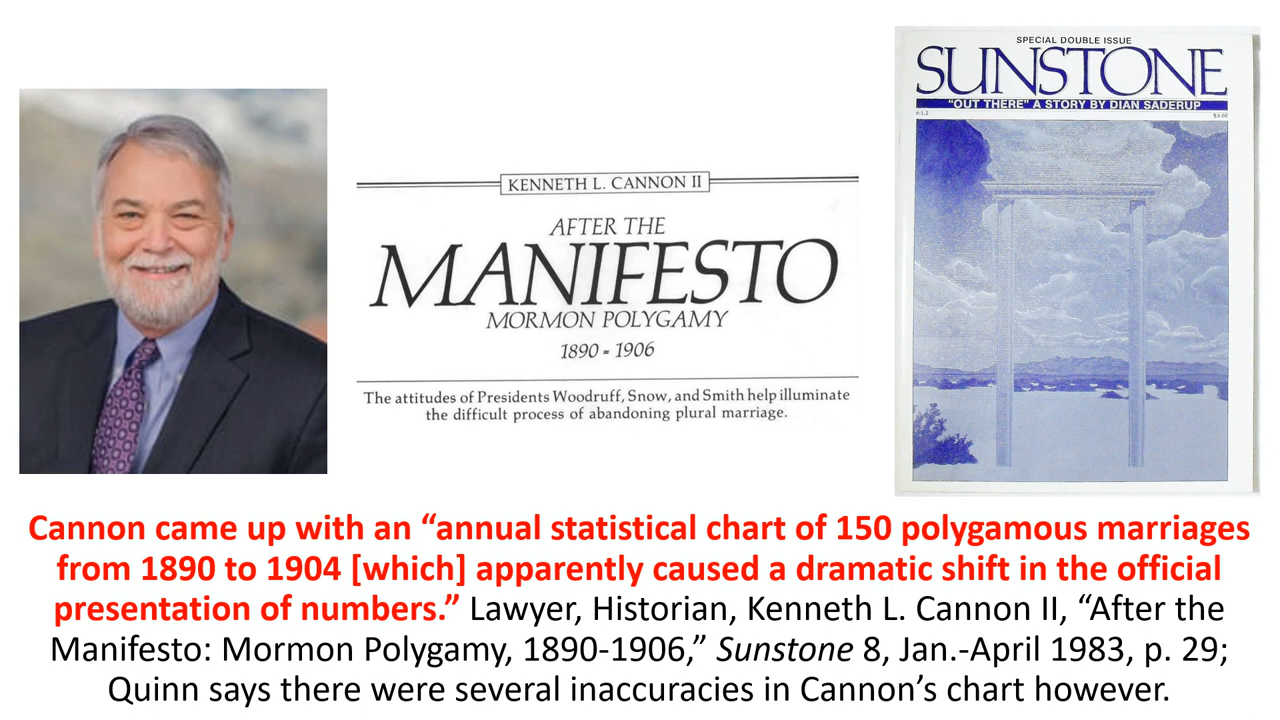 KENNETH L. CANNON II
AFTER THE
MANIFESTO
MORMON POLYGAMY
1890 - 1906
The attitudes of Presidents Woodruff, Snow, and Smith help illuminate
the difficult process of abandoning plural marriage.
SPECIAL DOUBLE ISSUE
SUNSTONE
"OUT THERE" A STORY BY DIAN SADERUP
8:1,2
$3.00
Cannon came up with an “annual statistical chart of 150 polygamous marriages
from 1890 to 1904 [which] apparently caused a dramatic shift in the official
presentation of numbers.” Lawyer, Historian, Kenneth L. Cannon II, “After the
Manifesto: Mormon Polygamy, 1890-1906,” Sunstone 8, Jan.-April 1983, p. 29;
Quinn says there were several inaccuracies in Cannon’s chart however.